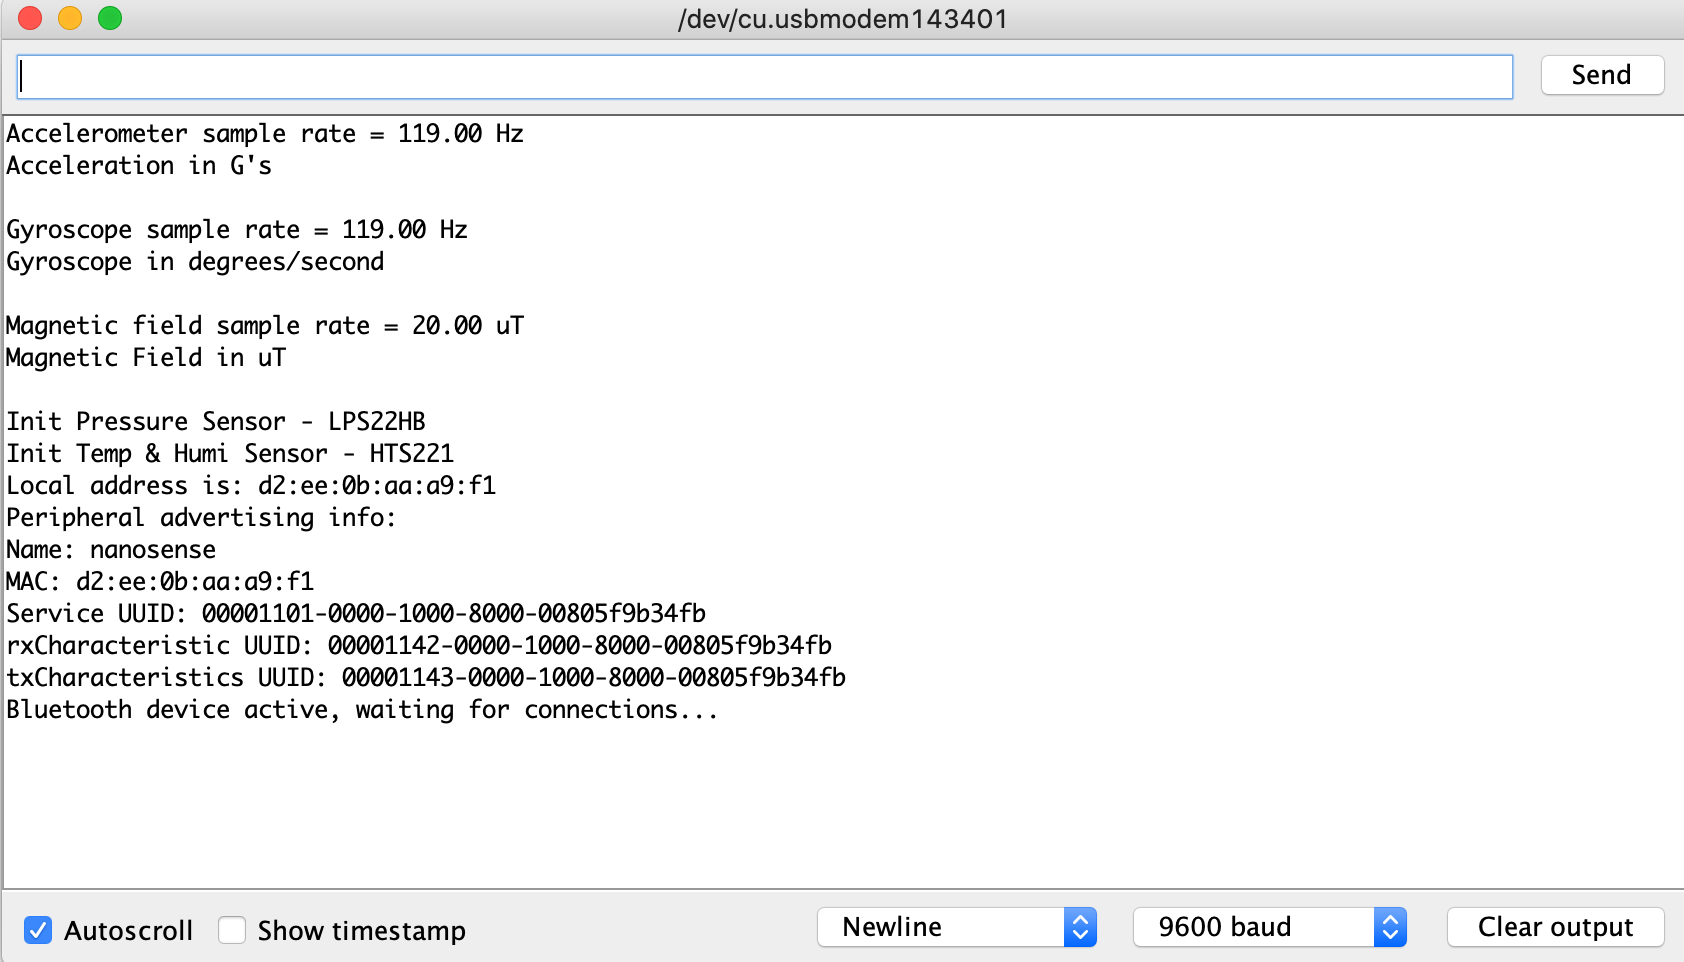 /dev/cu.usbmodem143401
Send
Accelerometer sample rate = 119.00 Hz
Acceleration in G's
Gyroscope sample rate = 119.00 Hz
Gyroscope in degrees/second
Magnetic field sample rate = 20.00 uT
Magnetic Field in uT
Init Pressure Sensor - LPS22HB
Init Temp & Humi Sensor - HTS221
Local address is: d2:ee:0b:aa:a9:f1
Peripheral advertising info:
Name: nanosense
MAC: d2:ee:0b:aa:a9:f1
Service UUID: 00001101-0000-1000-8000-00805f9b34fb
rxCharacteristic UUID: 00001142-0000-1000-8000-00805f9b34fb
txCharacteristics UUID: 00001143-0000-1000-8000-00805f9b34fb
Bluetooth device active, waiting for connections...
Autoscroll Show timestamp Newline 9600 baud Clear output